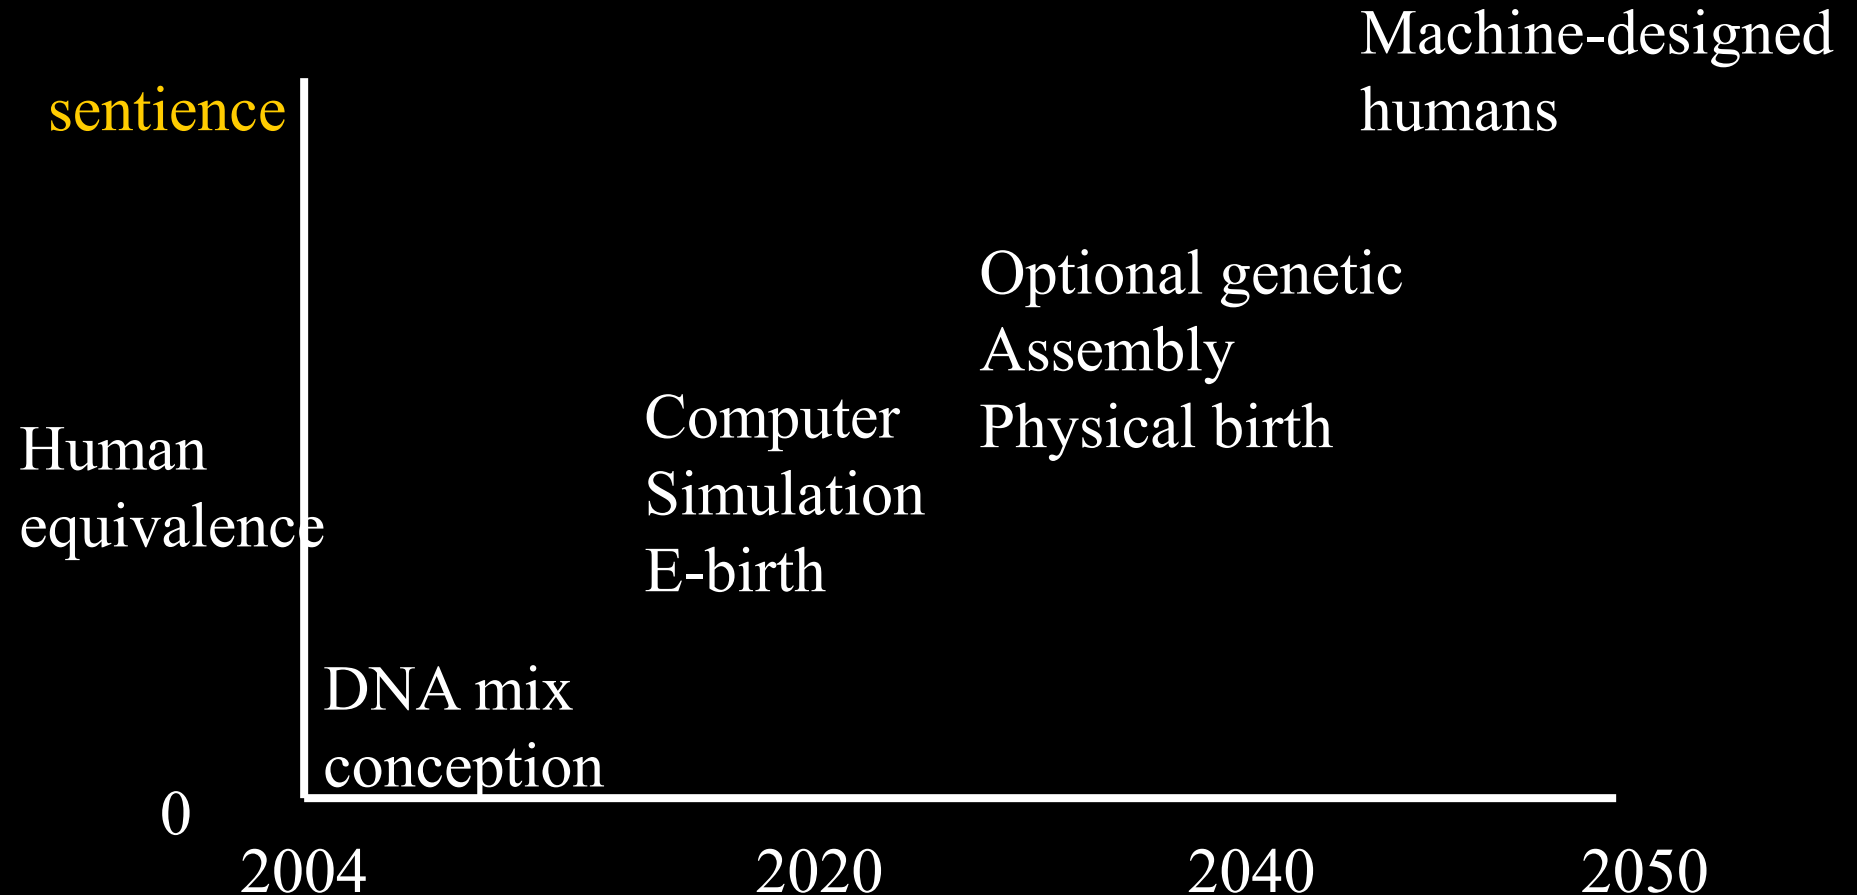 Machine-designed
humans
sentience
Optional genetic
Assembly
Physical birth
Computer
Simulation
E-birth
Human
equivalence
DNA mix
conception
0
2004
2020
2040
2050